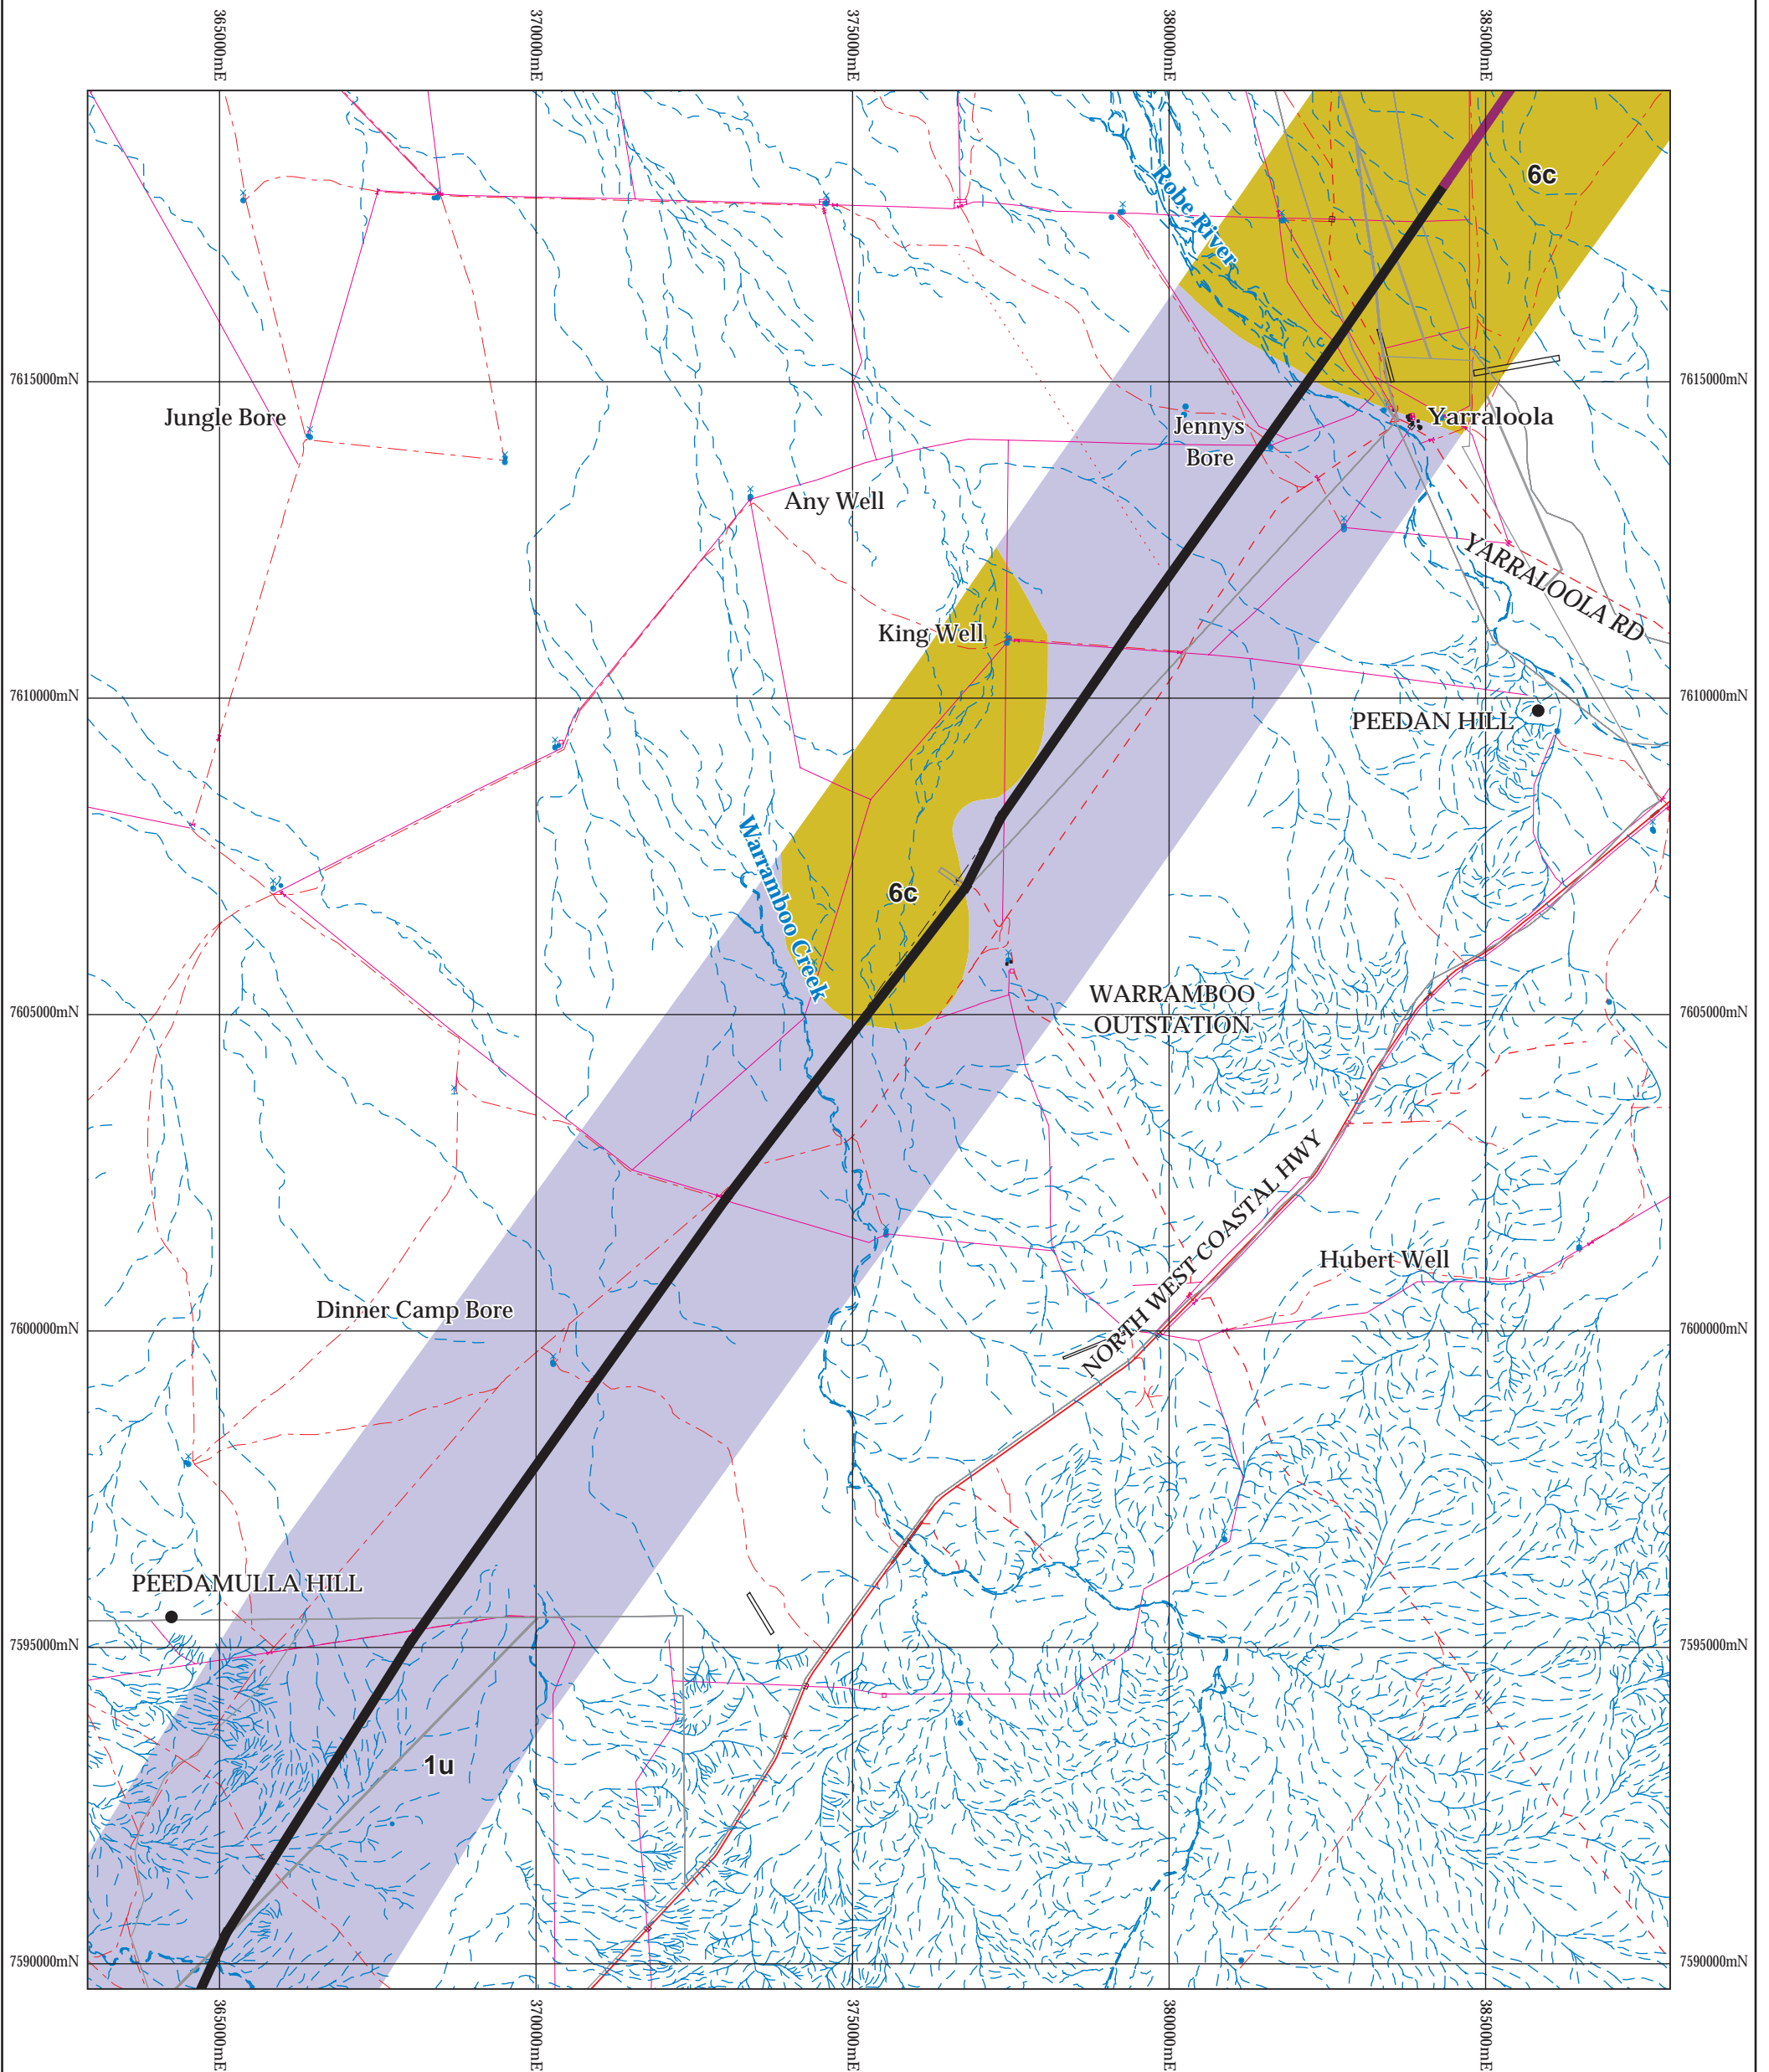 365000mE
370000mE
375000mE
380000mE
385000mE
6c
Robe River
7615000mN
7615000mN
Jungle Bore
Yarraloola
Jennys
Bore
Any Well
YARRALOOLA RD
King Well
7610000mN
7610000mN
PEEDAN HILL
Warramboo Creek
6c
WARRAMBOO
OUTSTATION
7605000mN
7605000mN
NORTH WEST COASTAL HWY
Hubert Well
Dinner Camp Bore
7600000mN
7600000mN
PEEDAMULLA HILL
7595000mN
7595000mN
1u
7590000mN
7590000mN
365000mE
370000mE
375000mE
380000mE
385000mE